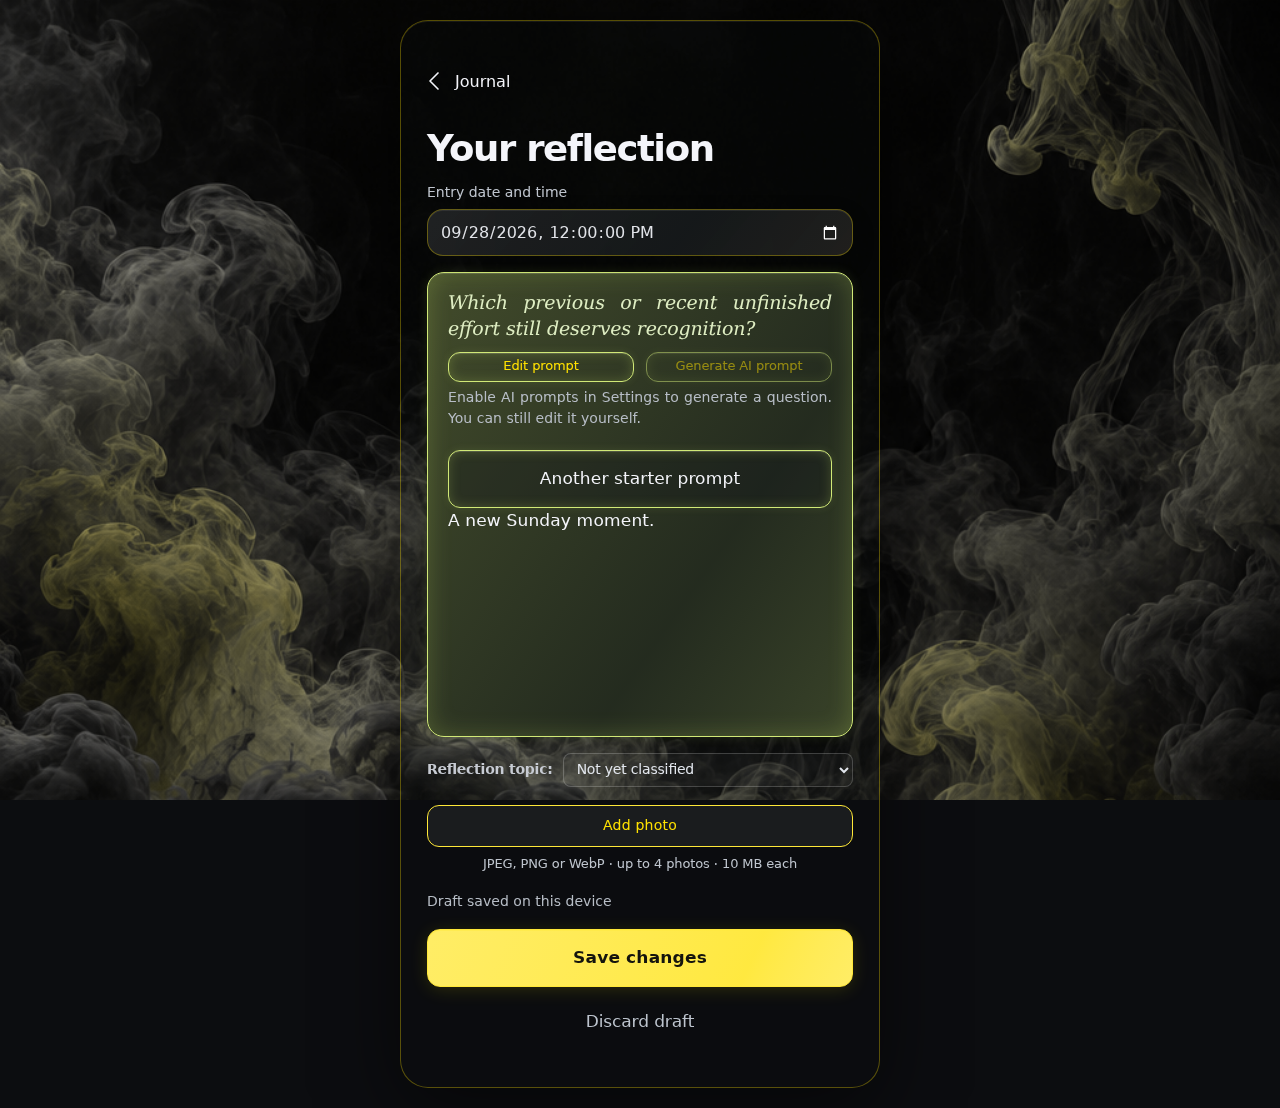 Journal
Your reflection
Entry date and time
09/28/2026, 12:00:00 PM
Which previous or recent unfinished
effort still deserves recognition?
Edit prompt
Generate AI prompt
Enable AI prompts in Settings to generate a question.
You can still edit it yourself.
Another starter prompt
A new Sunday moment.
Reflection topic: Not yet classified
Add photo
JPEG, PNG or WebP · up to 4 photos · 10 MB each
Draft saved on this device
Save changes
Discard draft